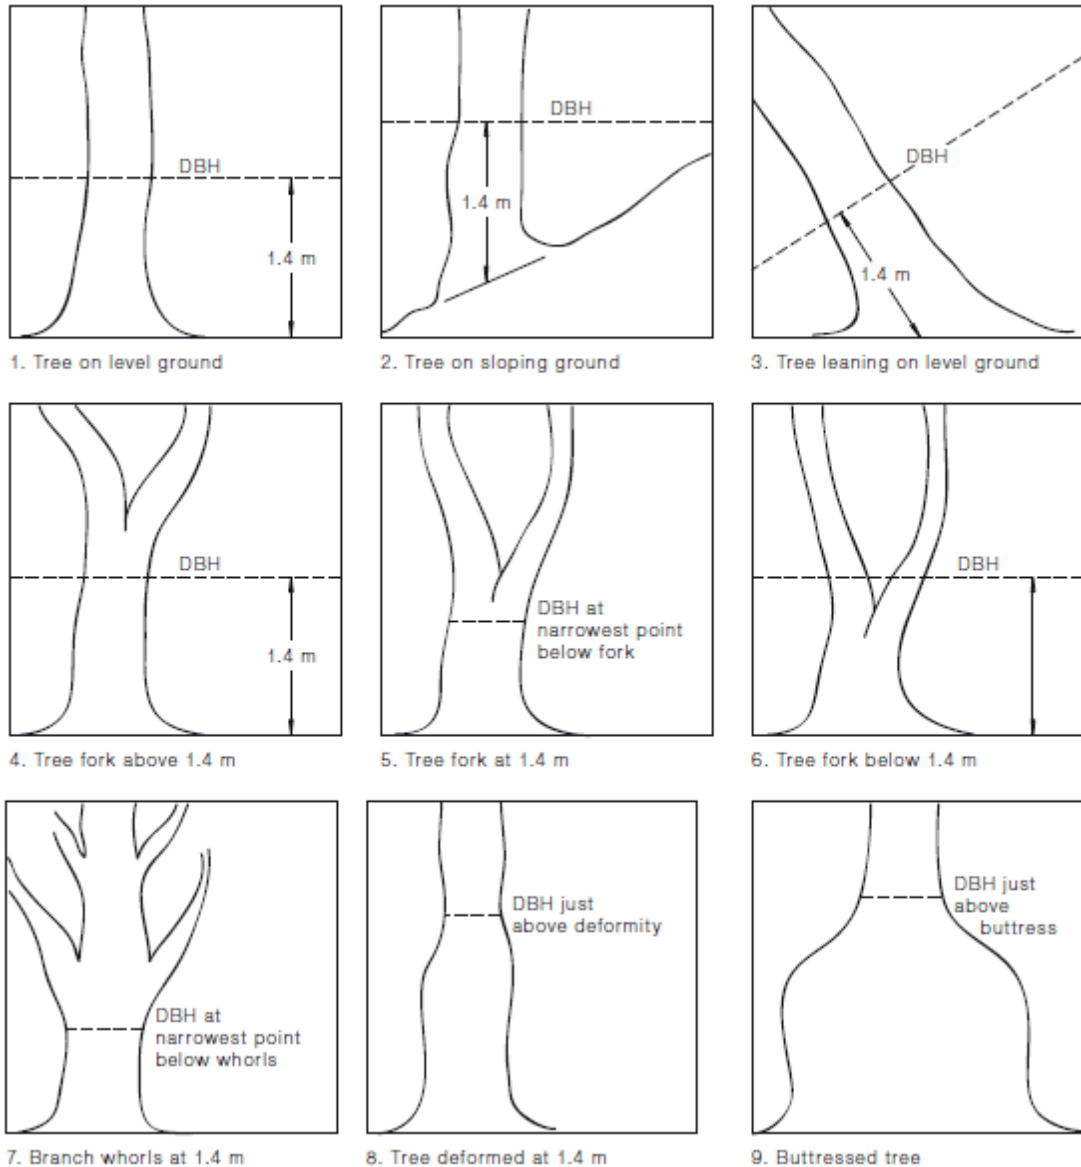 DBH
1.4 m
1. Tree on level ground
DBH
1.4 m
2. Tree on sloping ground
DBH
1.4 m
3. Tree leaning on level ground
DBH
1.4 m
4. Tree fork above 1.4 m
DBH at
narrowest point
below fork
5. Tree fork at 1.4 m
DBH
6. Tree fork below 1.4 m
DBH at
narrowest point
below whorls
7. Branch whorls at 1.4 m
DBH just
above deformity
8. Tree deformed at 1.4 m
DBH just
above
buttress
9. Buttressed tree